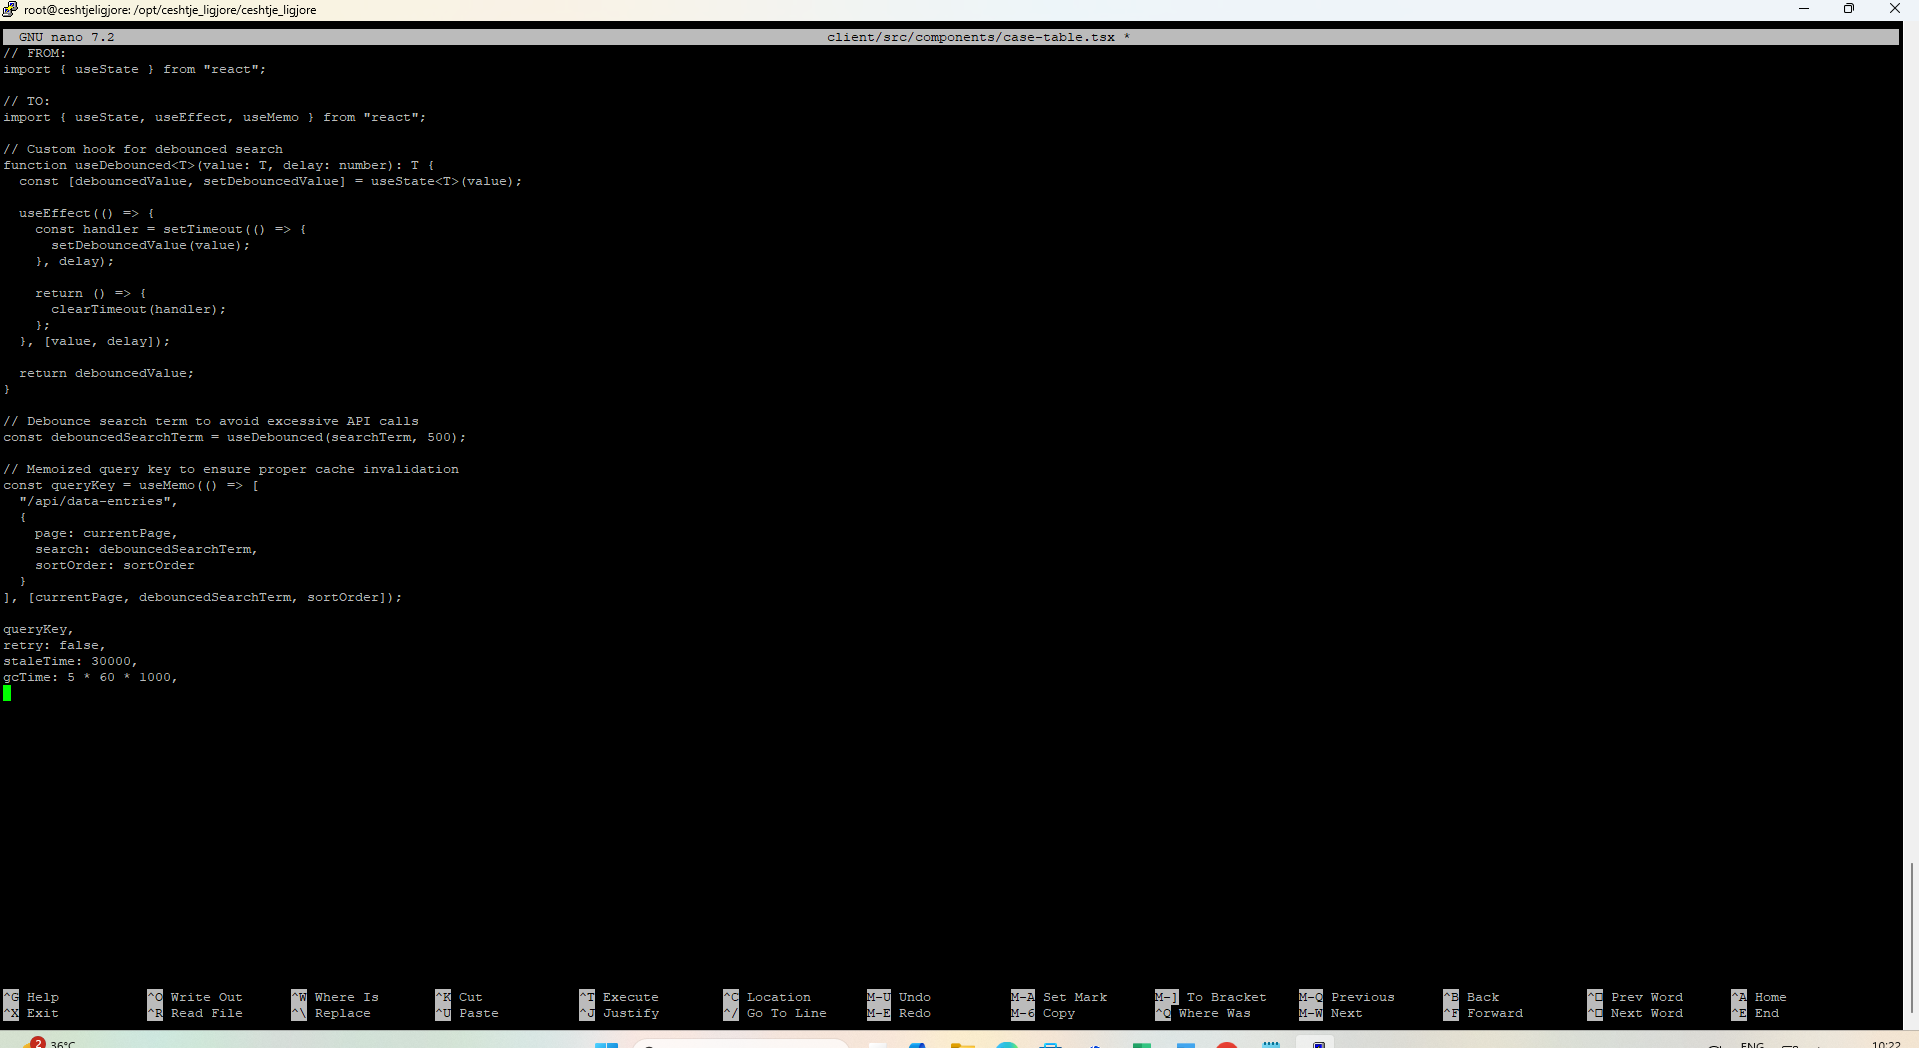 root@ceshtjeligjore: /opt/ceshtje_ligjore/ceshtje_ligjore
GNU nano 7.2 client/src/components/case-table.tsx *
// FROM:
import { useState } from "react";
// TO:
import { useState, useEffect, useMemo } from "react";
// Custom hook for debounced search
function useDebounced<T>(value: T, delay: number): T {
const [debouncedValue, setDebouncedValue] = useState<T>(value);
useEffect(() => {
const handler = setTimeout(() => {
setDebouncedValue(value);
}, delay);
return () => {
clearTimeout(handler);
};
}, [value, delay]);
return debouncedValue;
}
// Debounce search term to avoid excessive API calls
const debouncedSearchTerm = useDebounced(searchTerm, 500);
// Memoized query key to ensure proper cache invalidation
const queryKey = useMemo(() => [
"/api/data-entries",
{
page: currentPage,
search: debouncedSearchTerm,
sortOrder: sortOrder
}
], [currentPage, debouncedSearchTerm, sortOrder]);
queryKey,
retry: false,
staleTime: 30000,
gcTime: 5 * 60 * 1000,
^G Help ^O Write Out ^W Where Is ^K Cut ^T Execute ^C Location M-U Undo M-A Set Mark M-] To Bracket M-Q Previous ^B Back ^□ Prev Word ^A Home
^X Exit ^R Read File ^\ Replace ^U Paste ^J Justify ^/ Go To Line M-E Redo M-6 Copy ^Q Where Was M-W Next ^F Forward ^□ Next Word ^E End
2 36°C ENG 10:22